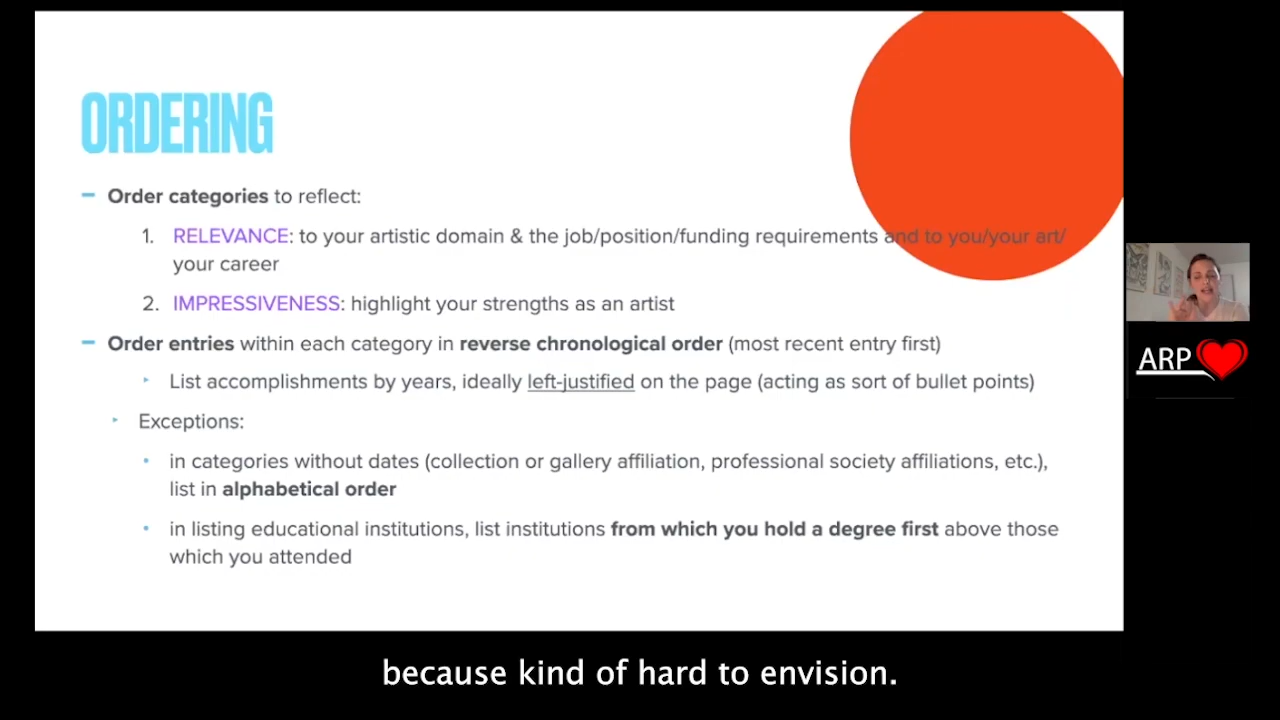 ORDERING
Order categories to reflect:
1. RELEVANCE: to your artistic domain & the job/position/funding requirements and to you/your art/
your career
2. IMPRESSIVENESS: highlight your strengths as an artist
Order entries within each category in reverse chronological order (most recent entry first)
List accomplishments by years, ideally left-justified on the page (acting as sort of bullet points)
ARP
Exceptions:
in categories without dates (collection or gallery affiliation, professional society affiliations, etc.),
list in alphabetical order
in listing educational institutions, list institutions from which you hold a degree first above those
which you attended
because kind of hard to envision.